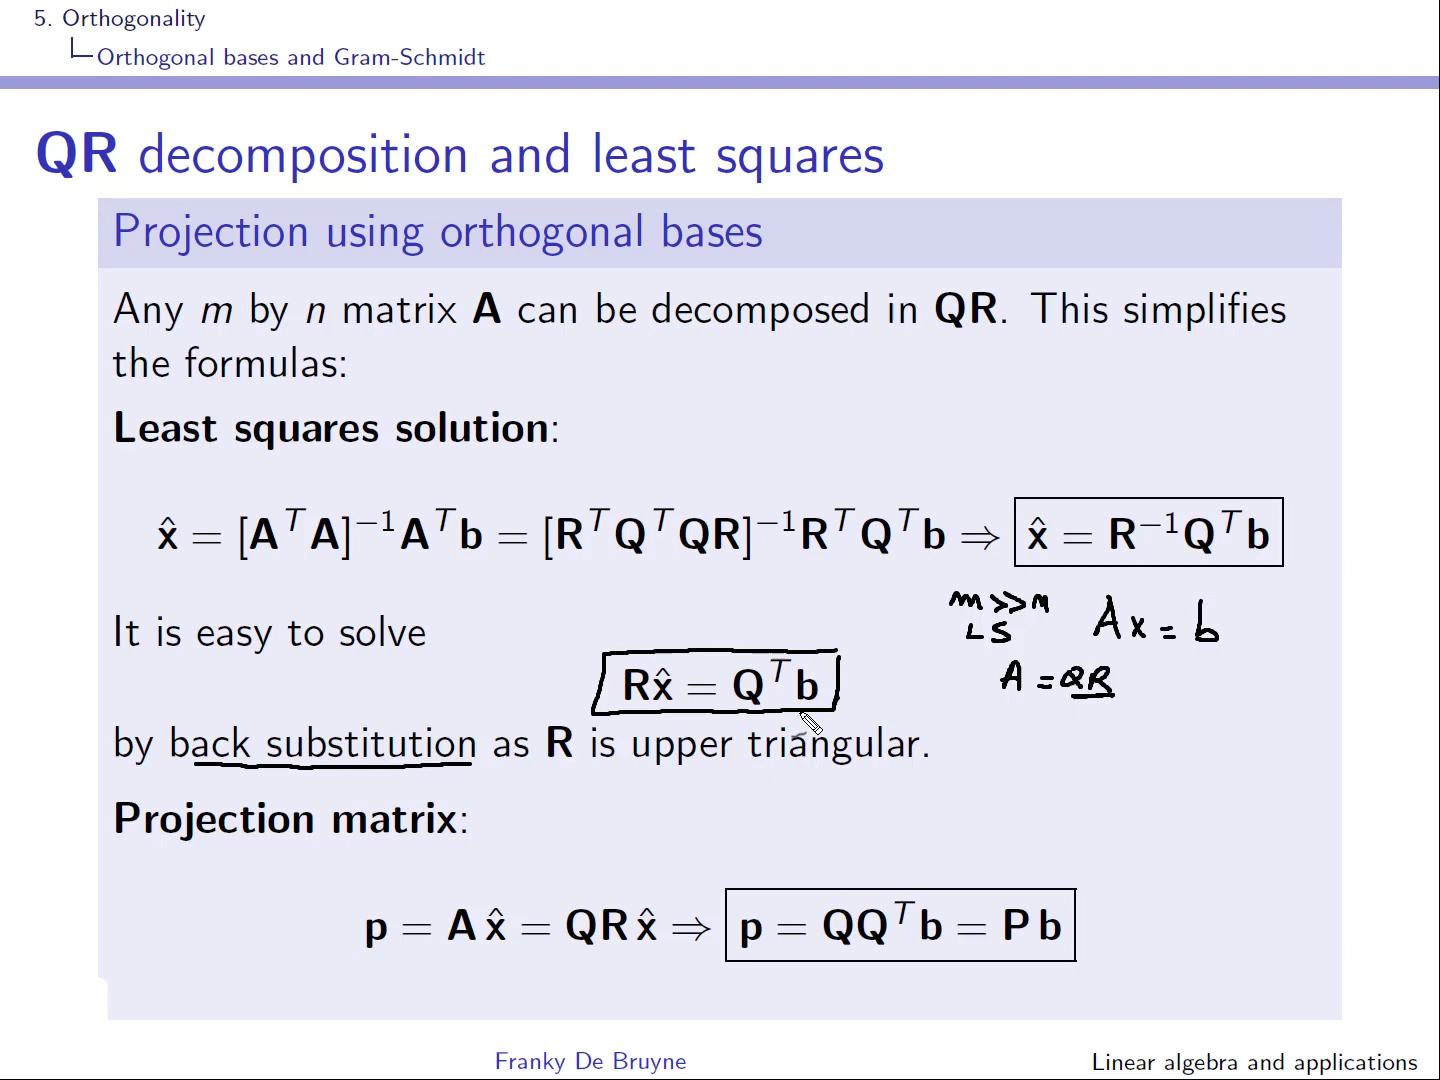 5. Orthogonality
Orthogonal bases and Gram-Schmidt
QR decomposition and least squares
Projection using orthogonal bases
Any m by n matrix A can be decomposed in QR. This simplifies
the formulas:
Least squares solution:
x̂ = [AᵀA]⁻¹Aᵀb = [RᵀQᵀQR]⁻¹RᵀQᵀb ⇒ x̂ = R⁻¹Qᵀb
m >> n
LS
Ax = b
It is easy to solve
A = QR
Rx̂ = Qᵀb
by back substitution as R is upper triangular.
Projection matrix:
p = A x̂ = QR x̂ ⇒ p = QQᵀb = P b
Franky De Bruyne
Linear algebra and applications